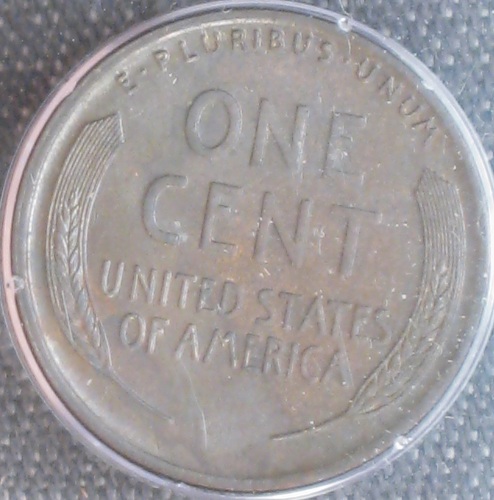 E·PLURIBUS·UNUM
ONE
CENT
UNITED STATES
OF AMERICA